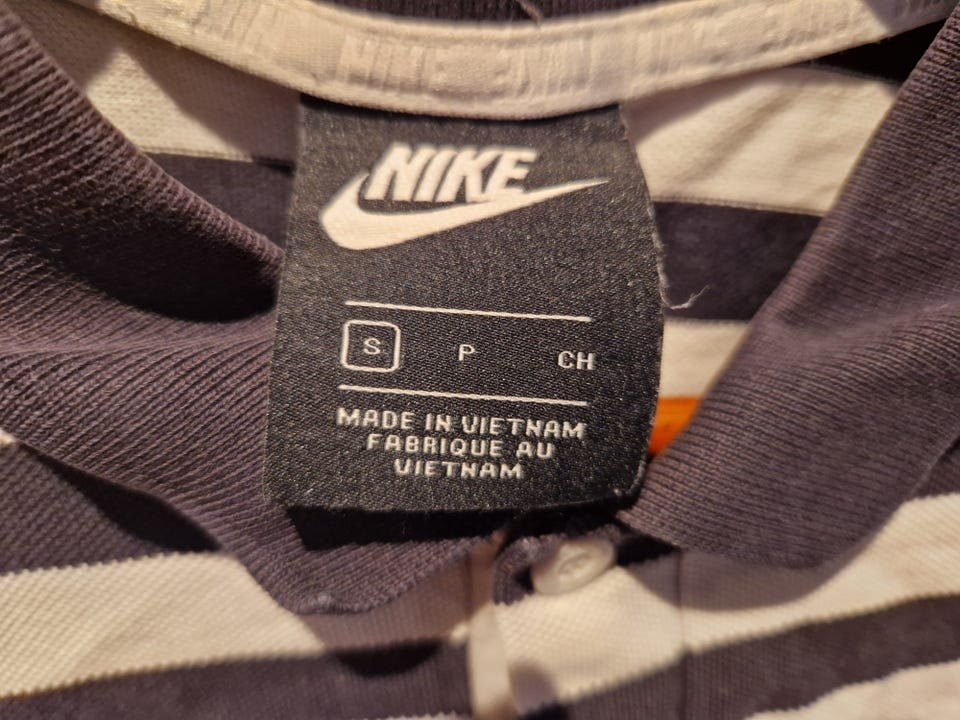 NIKE
S P CH
MADE IN VIETNAM
FABRIQUE AU
VIETNAM